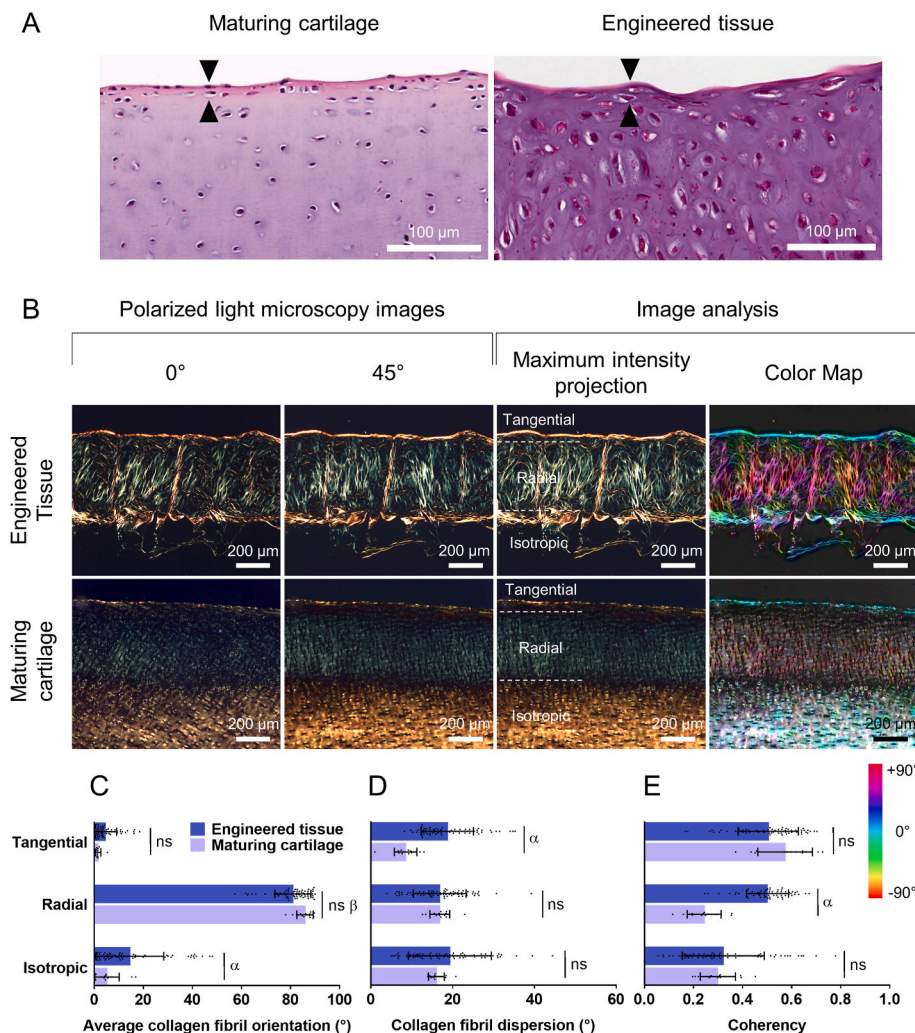 A
Maturing cartilage
Engineered tissue
100 µm
100 µm
B
Polarized light microscopy images
Image analysis
0°
45°
Maximum intensity
projection
Color Map
Engineered
Tissue
200 µm
200 µm
Tangential
Radial
Isotropic
200 µm
200 µm
Maturing
cartilage
200 µm
200 µm
Tangential
Radial
Isotropic
200 µm
200 µm
C
Tangential
Radial
Isotropic
Engineered tissue
Maturing cartilage
ns
ns β
α
0 20 40 60 80 100
Average collagen fibril orientation (°)
D
α
ns
ns
0 20 40 60
Collagen fibril dispersion (°)
E
ns
α
ns
0.0 0.2 0.4 0.6 0.8 1.0
Coherency
+90°
0°
-90°